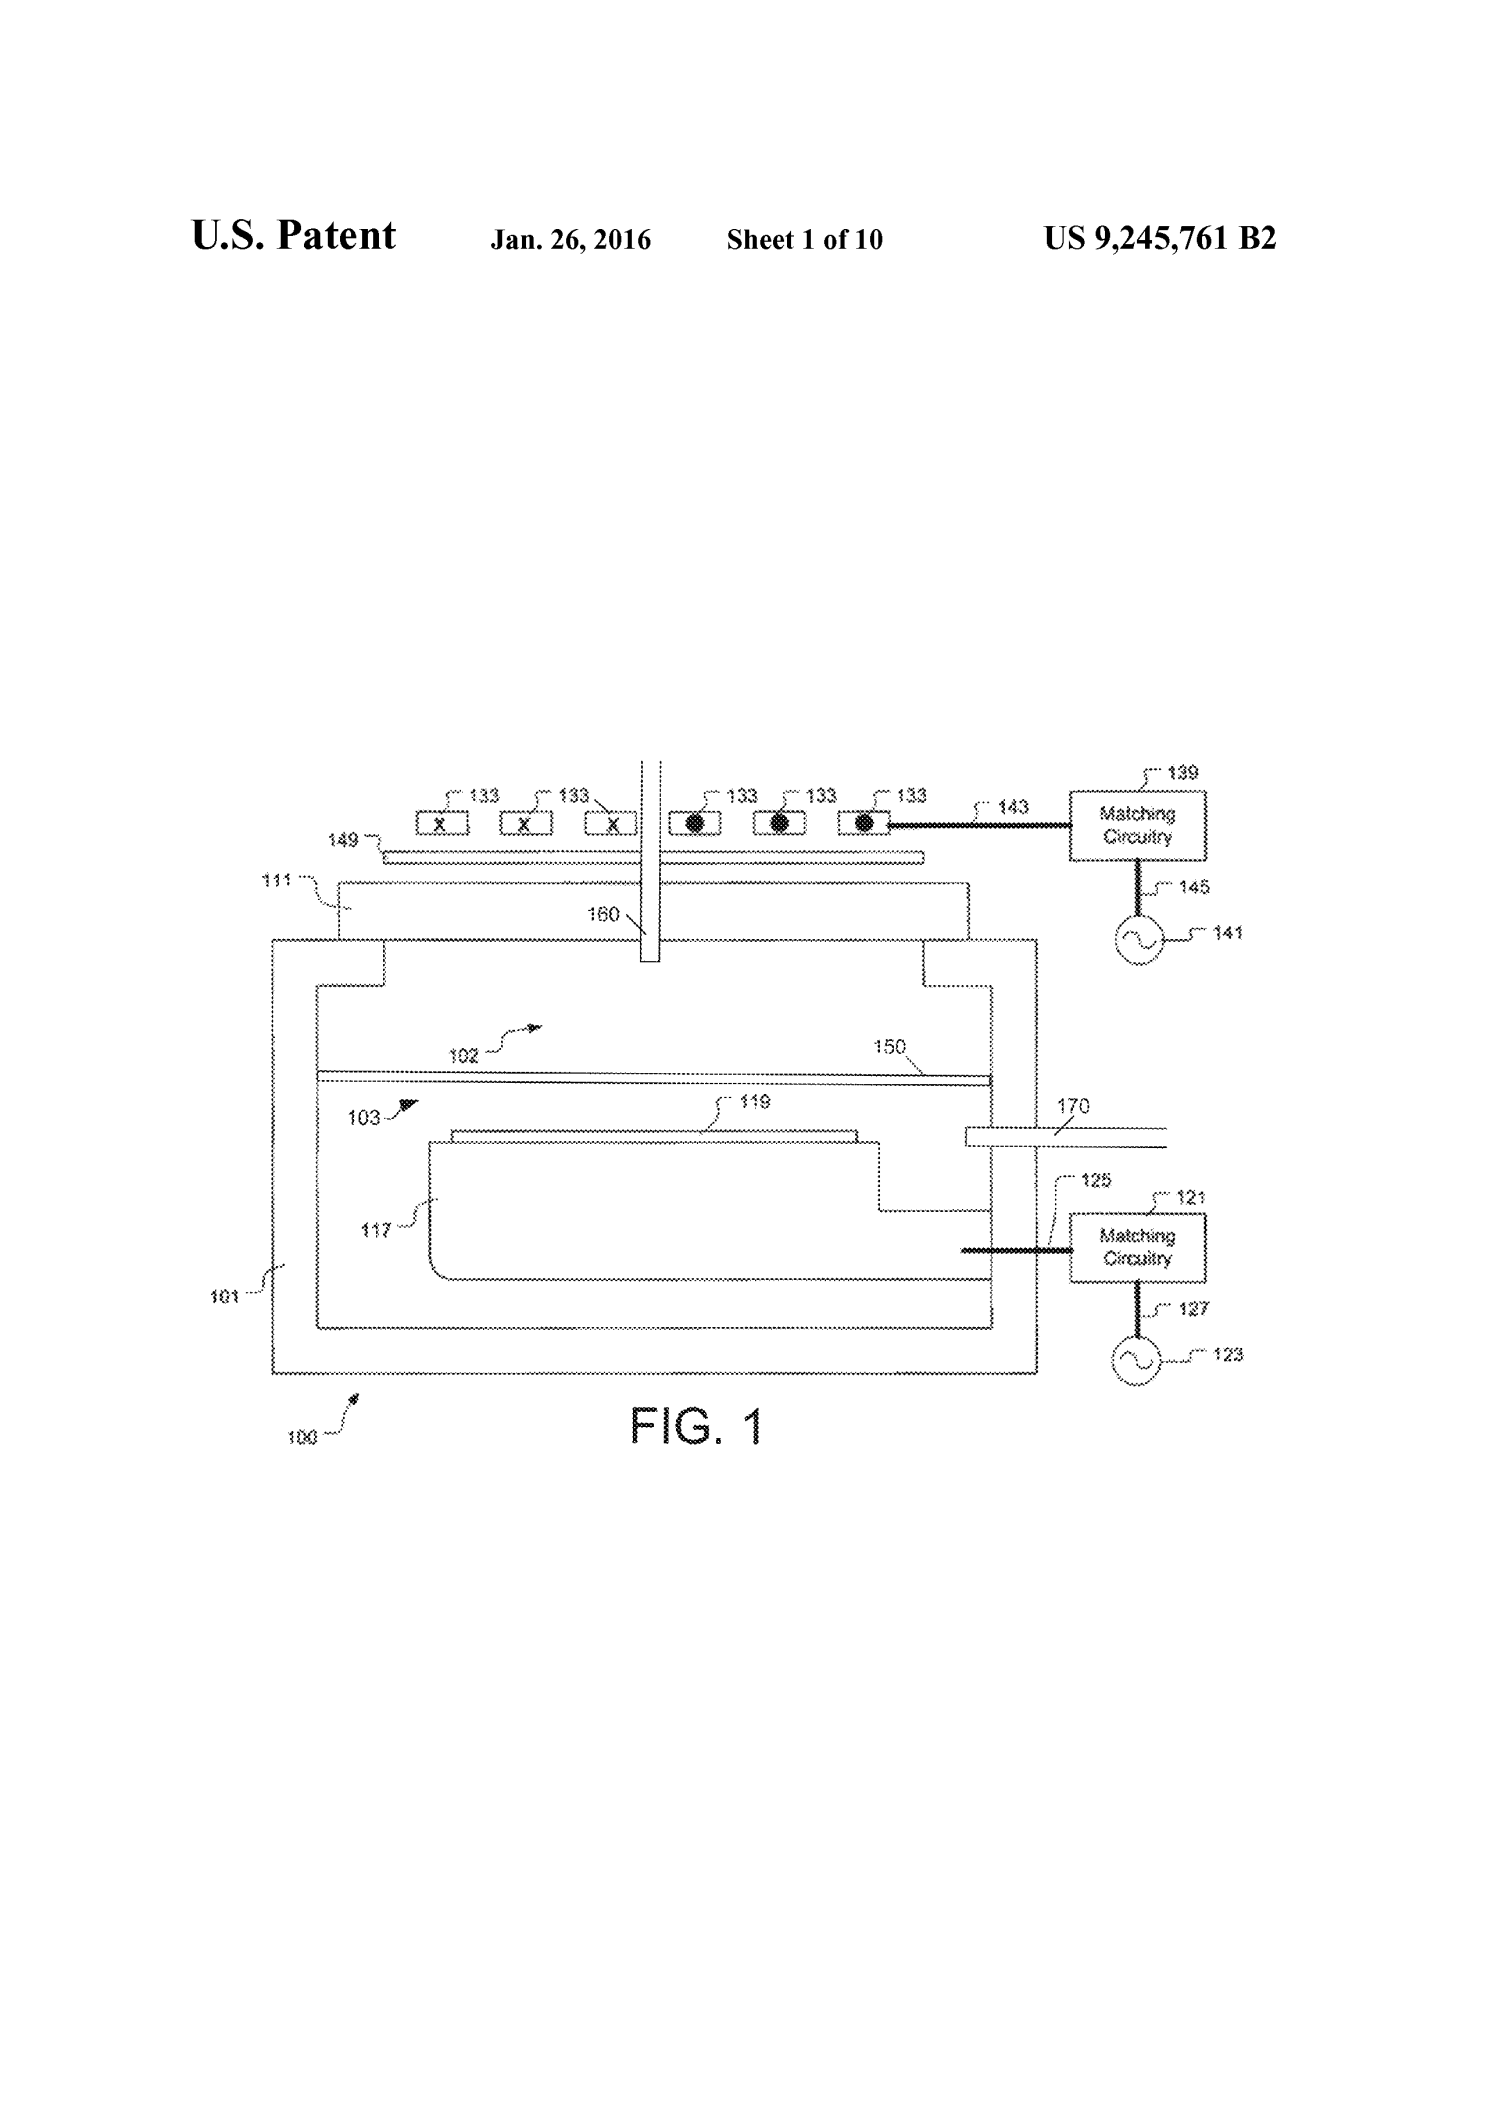 U.S. Patent Jan. 26, 2016 Sheet 1 of 10 US 9,245,761 B2
139
133 133 133 133 133 143 Matching Circuitry
149
111 145
160
141
102 150
103 119 170
125
121
117 Matching Circuitry
101 127
123
100 FIG. 1